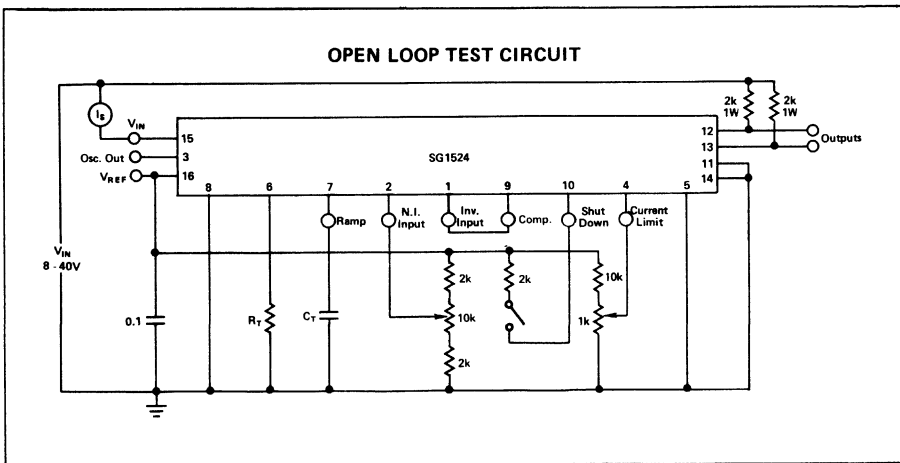 OPEN LOOP TEST CIRCUIT
2k
1W
2k
1W
Is
VIN
15
12
Outputs
Osc. Out
3
SG1524
13
VREF
16
11
14
8
6
7
2
1
9
10
4
5
Ramp
N.I.
Input
Inv.
Input
Comp.
Shut
Down
Current
Limit
VIN
8 - 40V
2k
2k
10k
0.1
RT
CT
10k
1k
2k